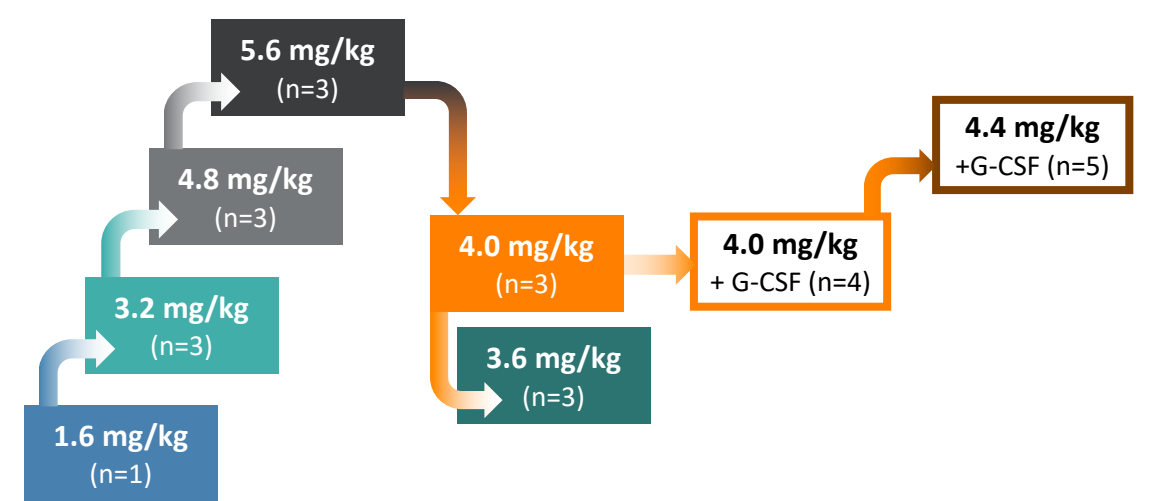 5.6 mg/kg
(n=3)
4.8 mg/kg
(n=3)
3.2 mg/kg
(n=3)
1.6 mg/kg
(n=1)
4.0 mg/kg
(n=3)
3.6 mg/kg
(n=3)
4.0 mg/kg
+ G-CSF (n=4)
4.4 mg/kg
+G-CSF (n=5)